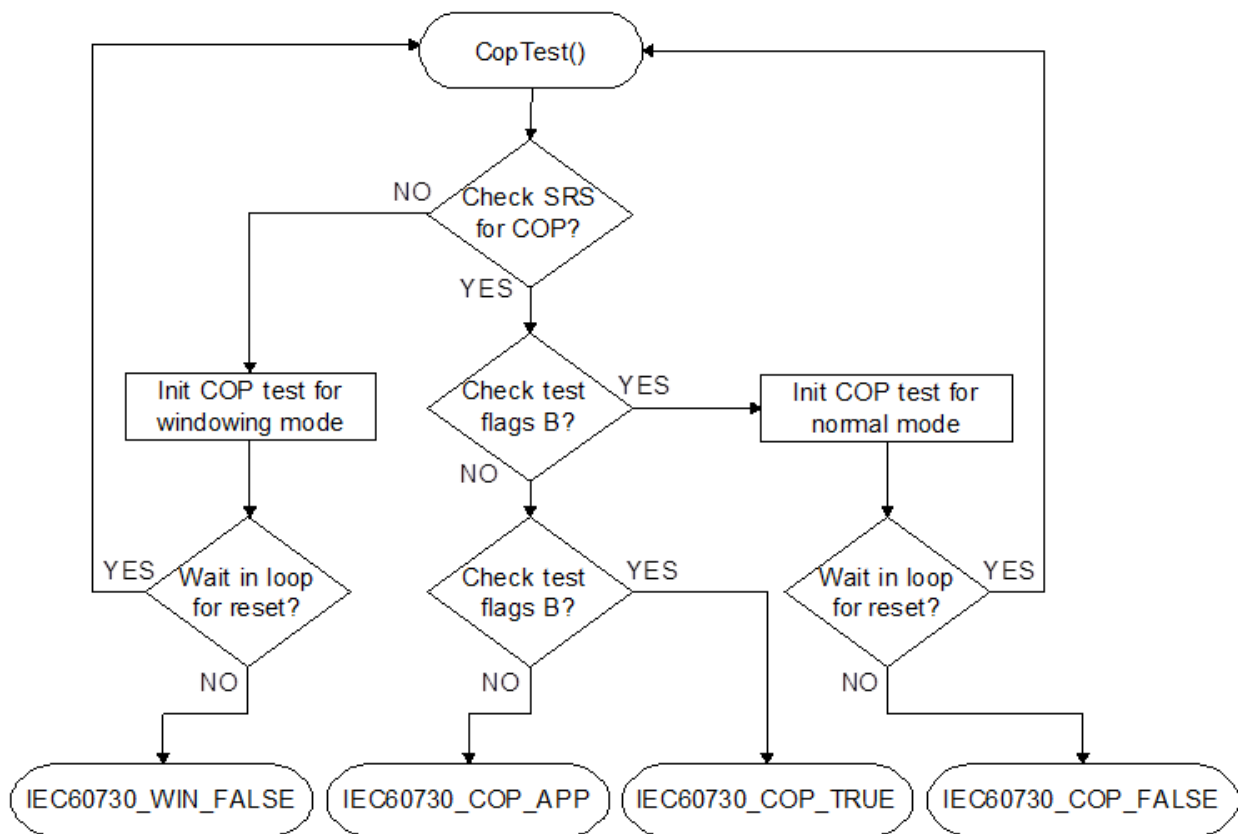 CopTest()
NO
Check SRS
for COP?
YES
Init COP test for
windowing mode
Check test
flags B?
YES
Init COP test for
normal mode
NO
YES
Wait in loop
for reset?
Check test
flags B?
YES
Wait in loop
for reset?
YES
NO
NO
NO
IEC60730_WIN_FALSE
IEC60730_COP_APP
IEC60730_COP_TRUE
IEC60730_COP_FALSE